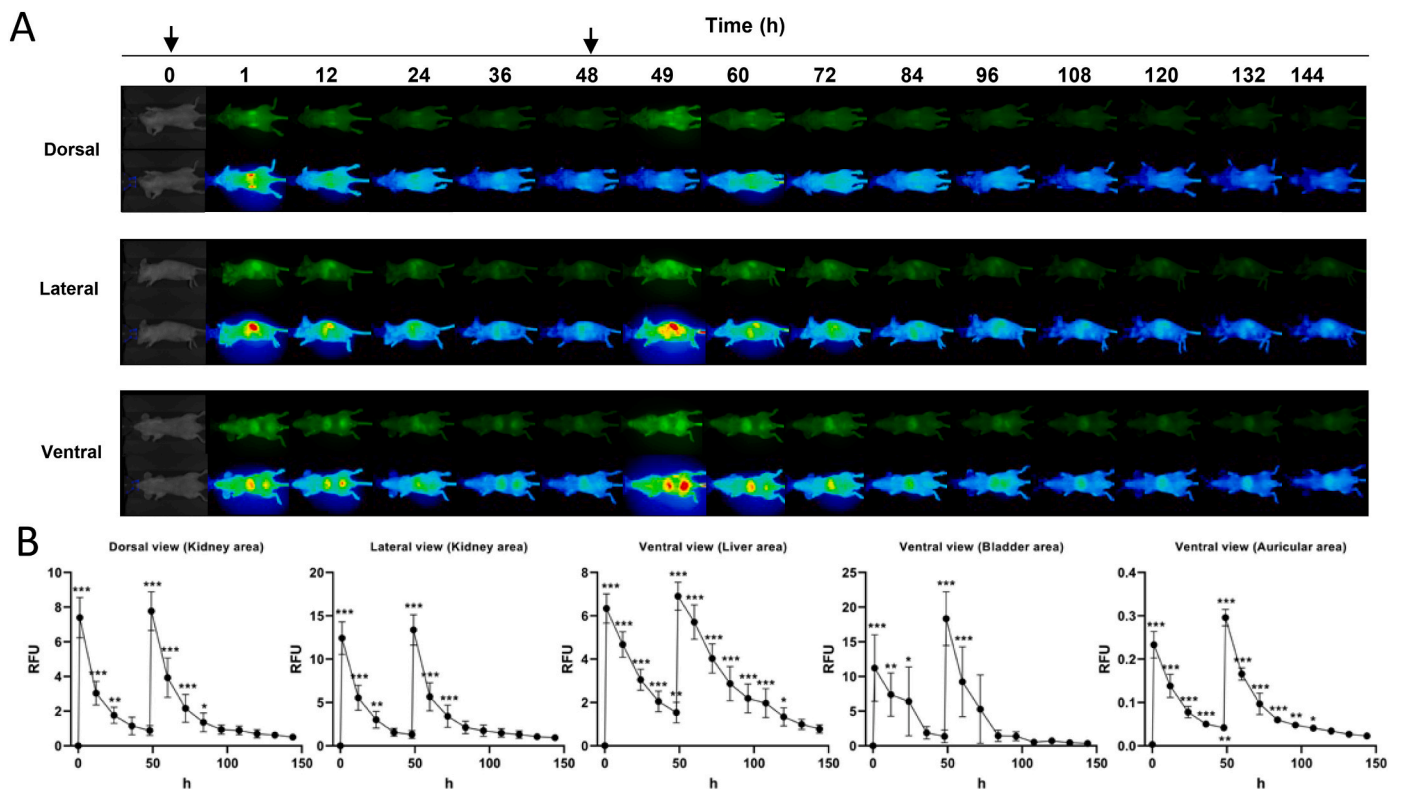 A
Time (h)
0 1 12 24 36 48 49 60 72 84 96 108 120 132 144
Dorsal
Lateral
Ventral
B
Dorsal view (Kidney area)
RFU
10
8
6
4
2
0
*** *** ** *** *** *** *
0 50 100 150
h
Lateral view (Kidney area)
RFU
20
15
10
5
0
*** *** ** *** *** ***
0 50 100 150
h
Ventral view (Liver area)
RFU
8
6
4
2
0
*** *** *** *** ** *** *** *** *** *** *** *
0 50 100 150
h
Ventral view (Bladder area)
RFU
25
20
15
10
5
0
*** ** * *** ***
0 50 100 150
h
Ventral view (Auricular area)
RFU
0.4
0.3
0.2
0.1
0.0
*** *** *** *** ** *** *** *** *** ** *
0 50 100 150
h